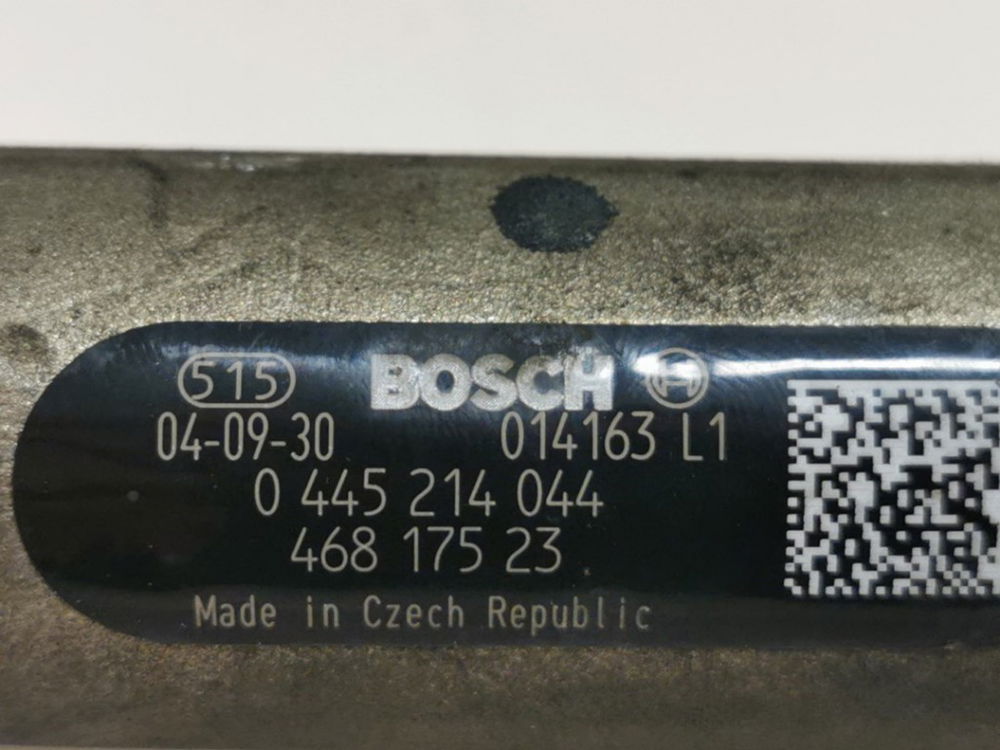 515 BOSCH
04-09-30 014163 L1
0 445 214 044
468 175 23
Made in Czech Republic